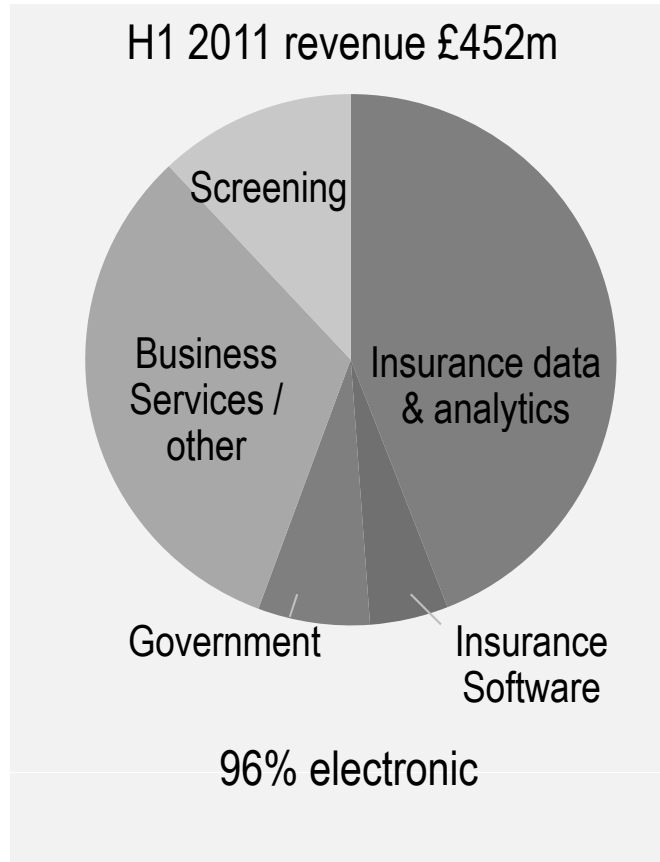 H1 2011 revenue £452m
Screening
Business
Services /
other
Insurance data
& analytics
Government
Insurance
Software
96% electronic